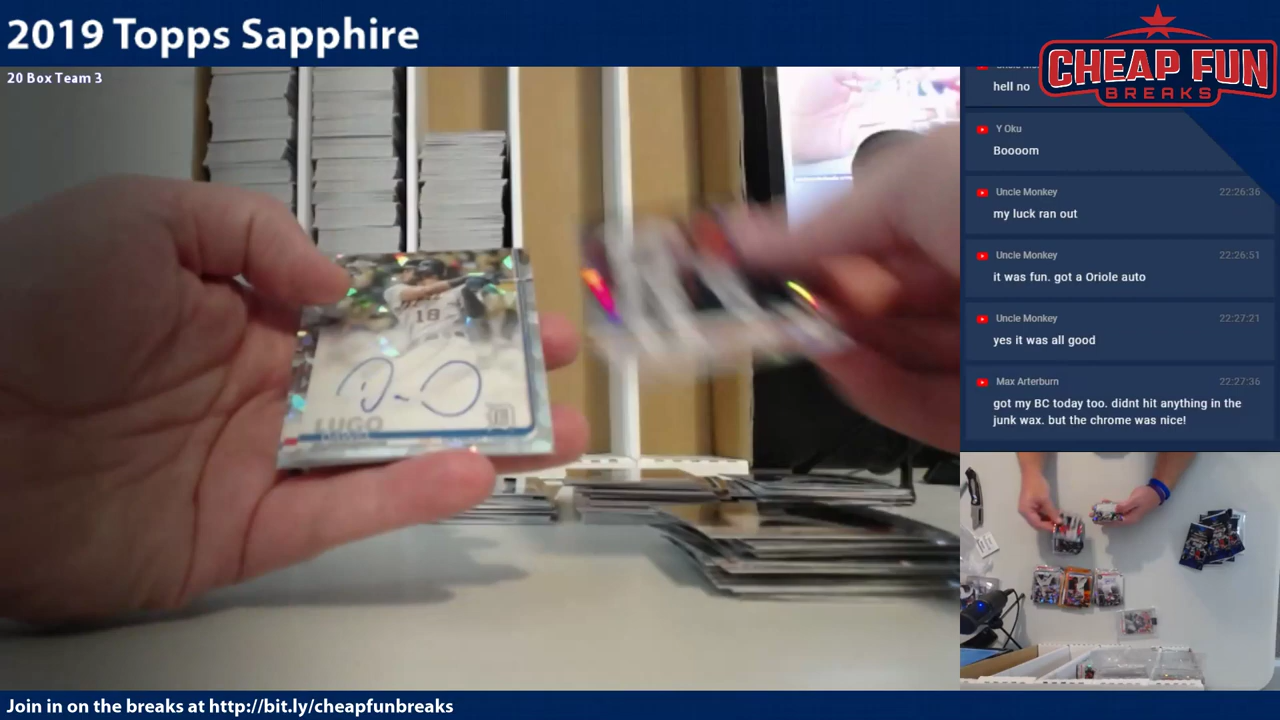 2019 Topps Sapphire
20 Box Team 3
CHEAP FUN
BREAKS
hell no
Y Oku
Boooom
Uncle Monkey 22:26:36
my luck ran out
Uncle Monkey 22:26:51
it was fun. got a Oriole auto
Uncle Monkey 22:27:21
yes it was all good
Max Arterburn 22:27:36
got my BC today too. didnt hit anything in the
junk wax. but the chrome was nice!
18
LUGO
Join in on the breaks at http://bit.ly/cheapfunbreaks